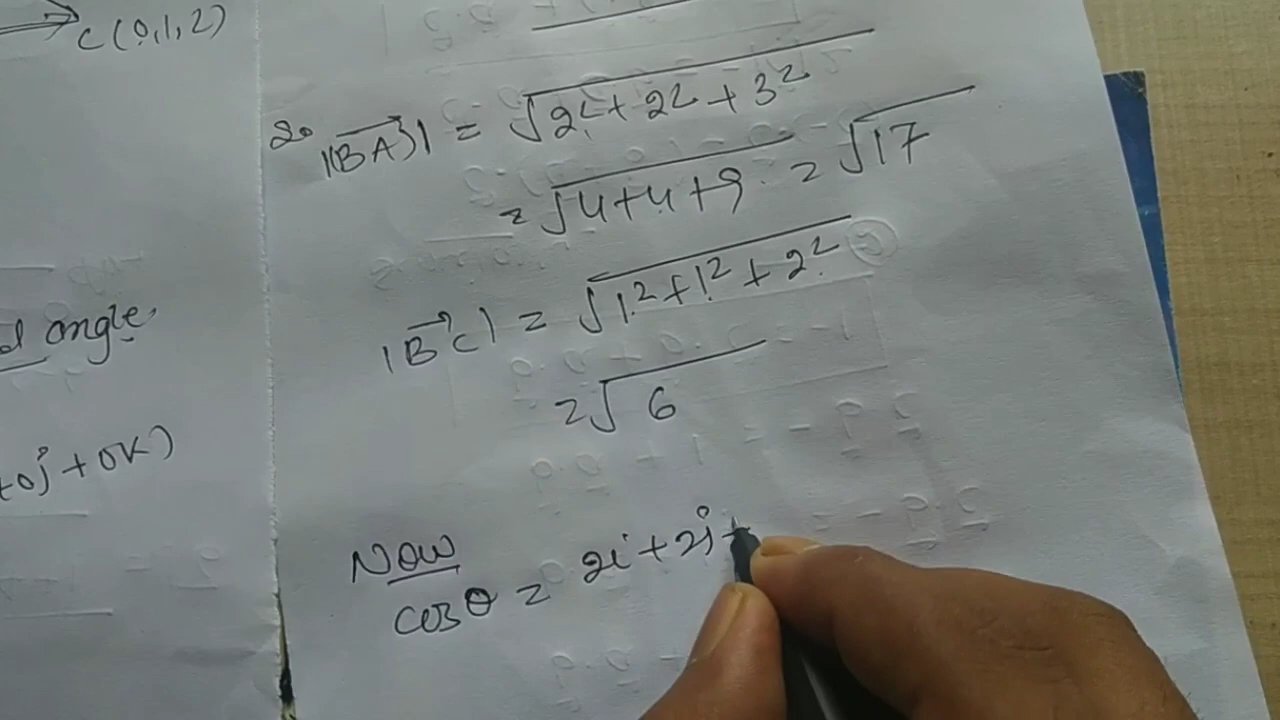 C(0,1,2)
|(BA)| = √2²+2²+3²
= √4+4+9 = √17
|BC| = √1²+1²+2²
= √6
d angle
+0j+0K)
Now
cosθ = 2i+2j+